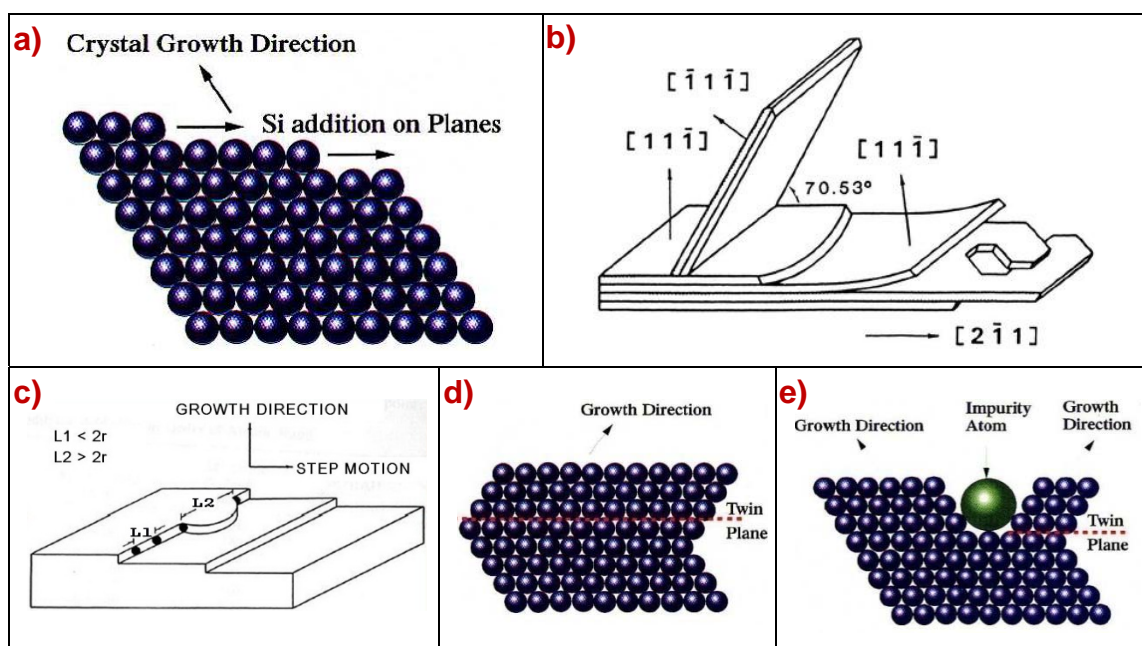 a)
Crystal Growth Direction
Si addition on Planes
b)
[1̄11̄]
[111̄]
[111̄]
70.53º
[21̄1]
c)
GROWTH DIRECTION
L1 < 2r
L2 > 2r
STEP MOTION
L2
L1
d)
Growth Direction
Twin
Plane
e)
Impurity
Atom
Growth
Direction
Growth Direction
Twin
Plane